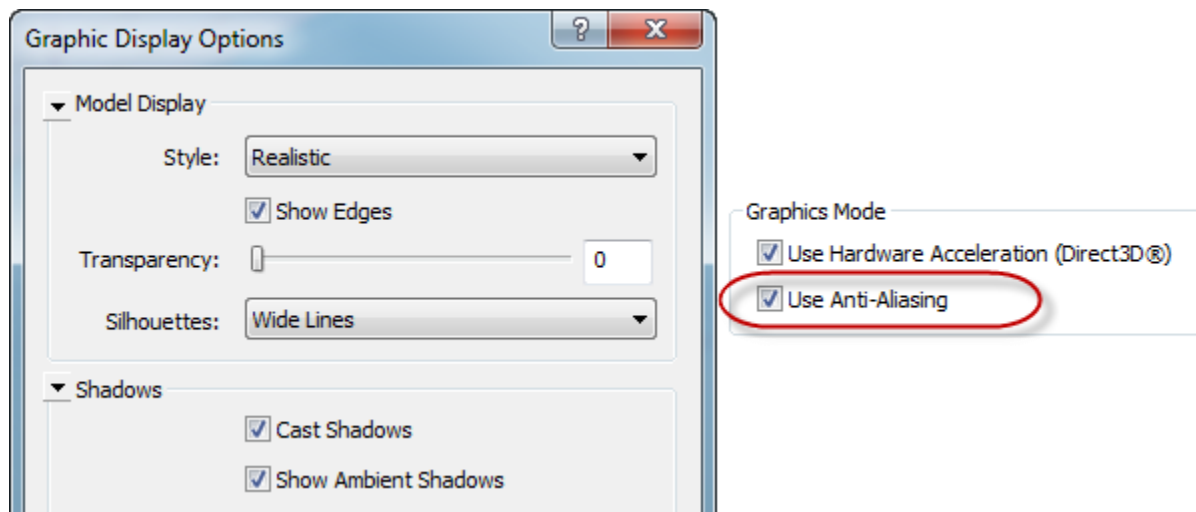 Graphic Display Options
?
Model Display
Style: Realistic
Show Edges
Transparency: 0
Silhouettes: Wide Lines
Shadows
Cast Shadows
Show Ambient Shadows
Graphics Mode
Use Hardware Acceleration (Direct3D®)
Use Anti-Aliasing